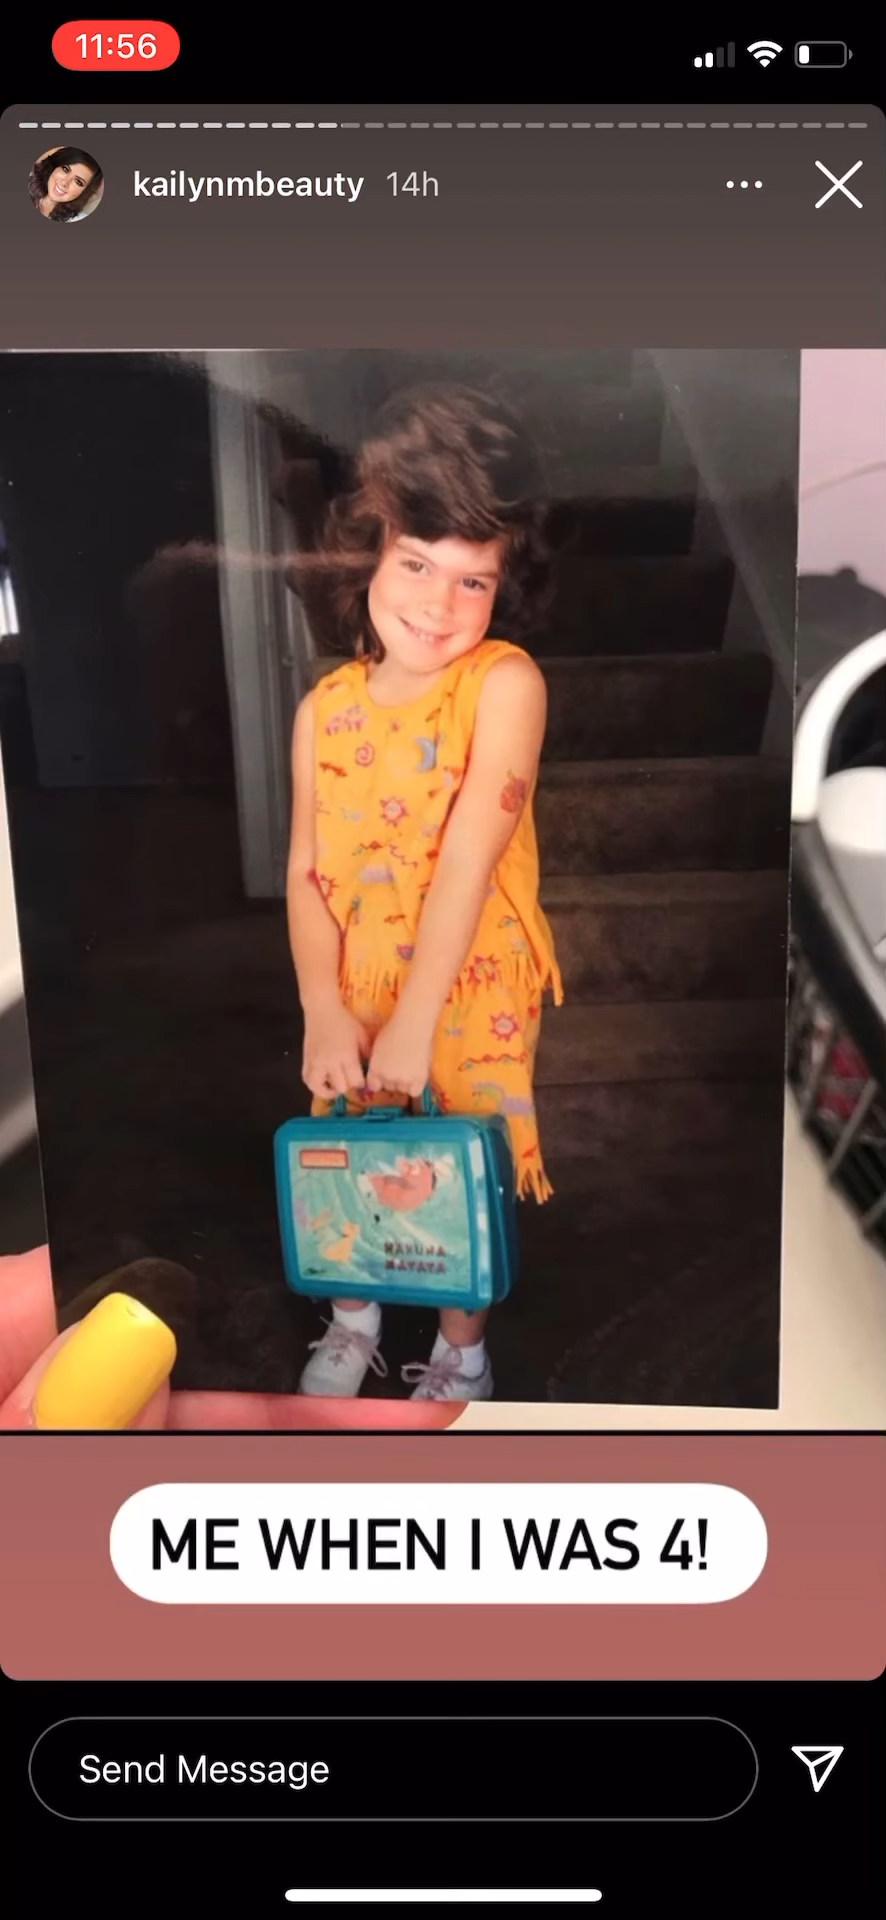 11:56
kailynmbeauty 14h
HAKUNA
MATATA
ME WHEN I WAS 4!
Send Message